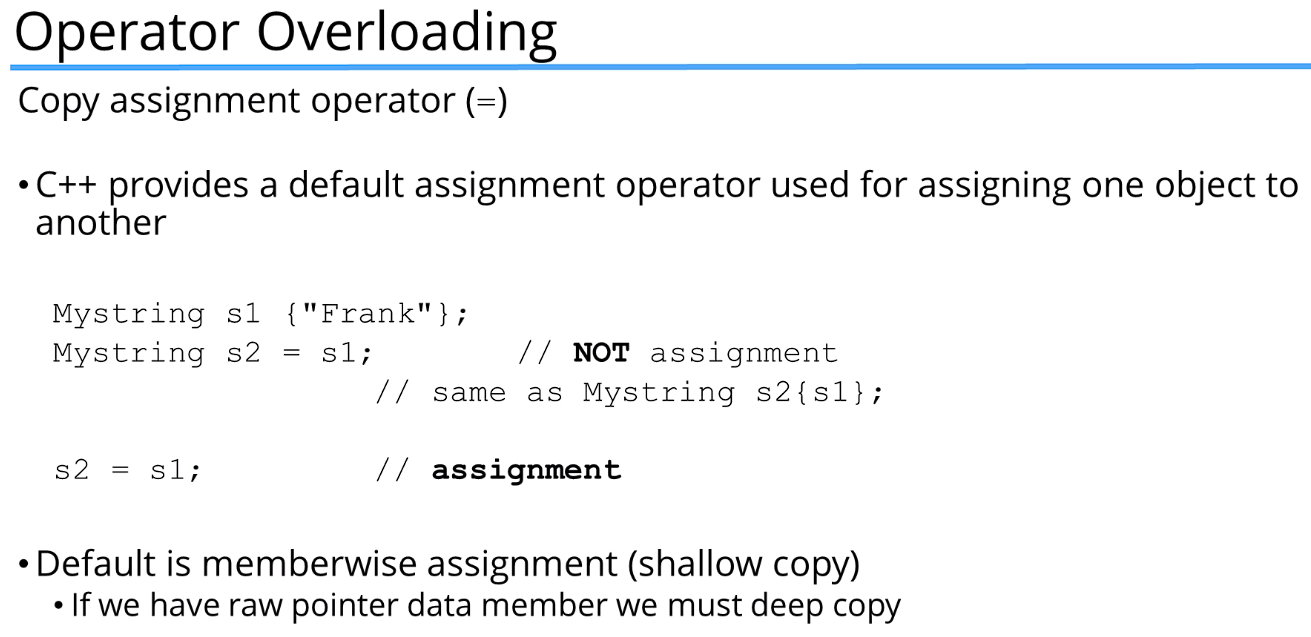 Operator Overloading
Copy assignment operator (=)
• C++ provides a default assignment operator used for assigning one object to
another
Mystring s1 {"Frank"};
Mystring s2 = s1; // NOT assignment
// same as Mystring s2{s1};
s2 = s1; // assignment
• Default is memberwise assignment (shallow copy)
• If we have raw pointer data member we must deep copy